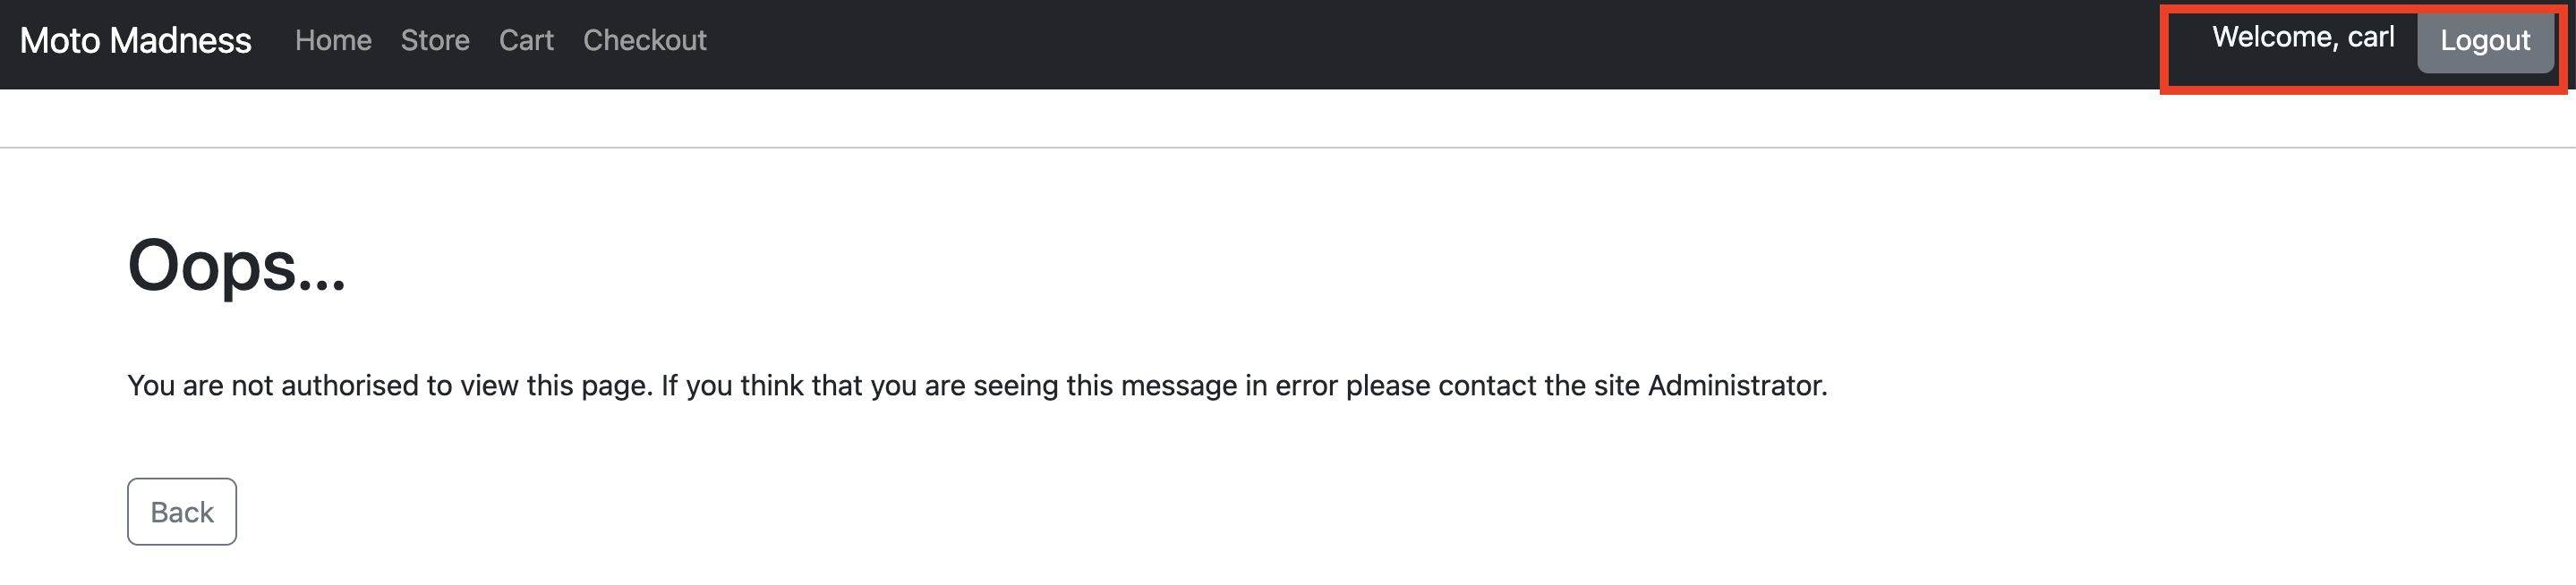 Moto Madness Home Store Cart Checkout Welcome, carl Logout
Oops...
You are not authorised to view this page. If you think that you are seeing this message in error please contact the site Administrator.
Back